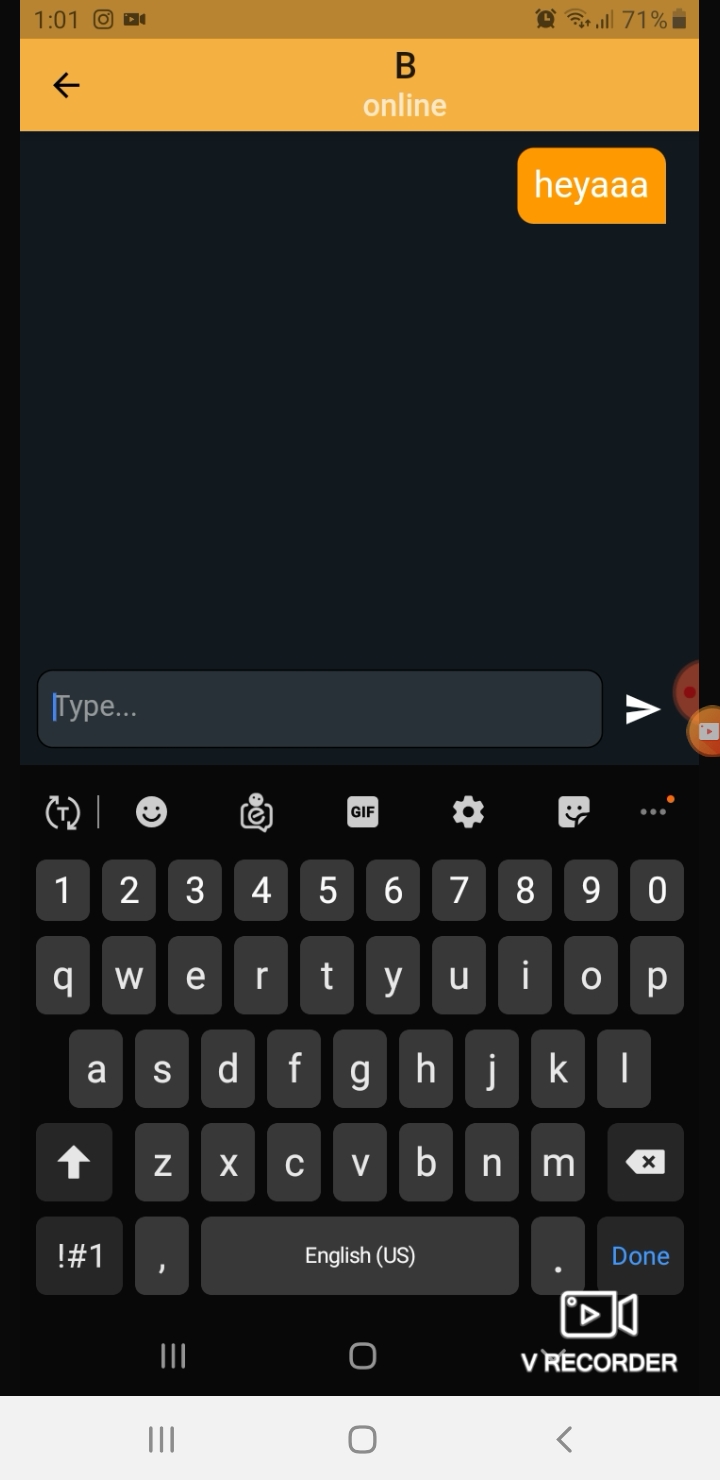 1:01 71%
B
online
heyaaa
Type...
T GIF
1 2 3 4 5 6 7 8 9 0
q w e r t y u i o p
a s d f g h j k l
z x c v b n m
!#1 , English (US) . Done
V RECORDER